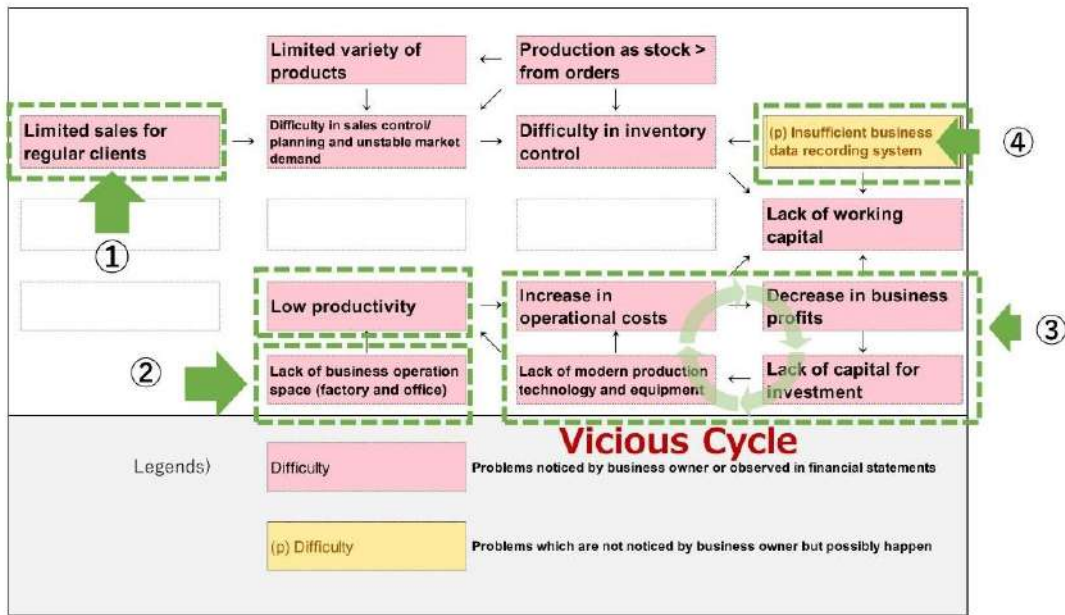 Limited variety of
products
Production as stock >
from orders
Limited sales for
regular clients
Difficulty in sales control/
planning and unstable market
demand
Difficulty in inventory
control
(p) Insufficient business
data recording system
④
①
Lack of working
capital
Low productivity
Increase in
operational costs
Decrease in business
profits
③
②
Lack of business operation
space (factory and office)
Lack of modern production
technology and equipment
Lack of capital for
investment
Vicious Cycle
Legends)
Difficulty
Problems noticed by business owner or observed in financial statements
(p) Difficulty
Problems which are not noticed by business owner but possibly happen